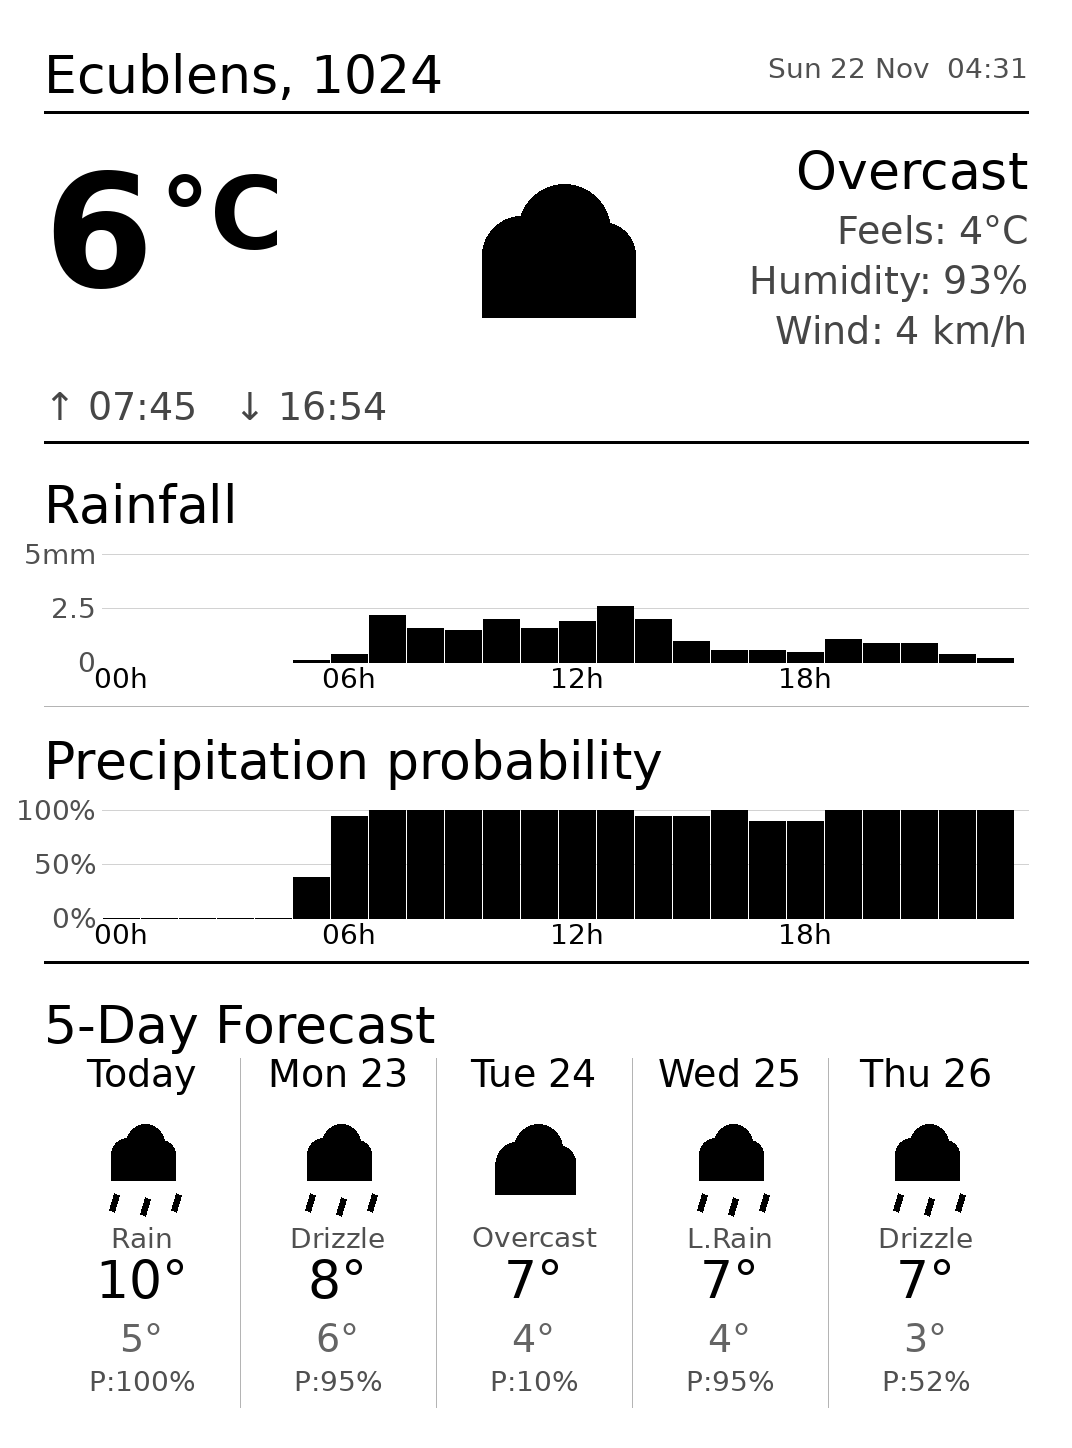 Ecublens, 1024
Sun 22 Nov  04:31
6°C
Overcast
Feels: 4°C
Humidity: 93%
Wind: 4 km/h
↑ 07:45   ↓ 16:54
Rainfall
5mm
2.5
0
00h 06h 12h 18h
Precipitation probability
100%
50%
0%
00h 06h 12h 18h
5-Day Forecast
Today Mon 23 Tue 24 Wed 25 Thu 26
Rain Drizzle Overcast L.Rain Drizzle
10° 8° 7° 7° 7°
5° 6° 4° 4° 3°
P:100% P:95% P:10% P:95% P:52%